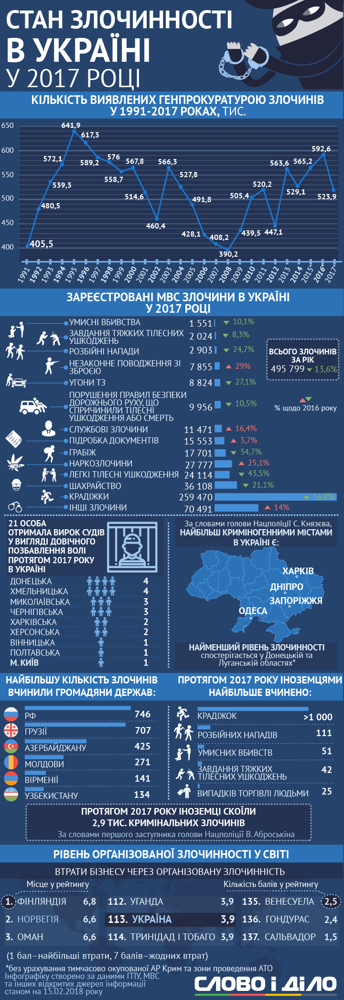 СТАН ЗЛОЧИННОСТІ
В УКРАЇНІ
У 2017 РОЦІ
КІЛЬКІСТЬ ВИЯВЛЕНИХ ГЕНПРОКУРАТУРОЮ ЗЛОЧИНІВ
У 1991-2017 РОКАХ, ТИС.
650
600
550
500
450
400
405,5
480,5
539,3
572,1
641,9
617,3
589,2
576
558,7
567,8
514,6
460,4
566,3
527,8
491,8
428,1
408,2
390,2
439,5
505,4
520,2
447,1
563,6
529,1
565,2
592,6
523,9
1991 1992 1993 1994 1995 1996 1997 1998 1999 2000 2001 2002 2003 2004 2005 2006 2007 2008 2009 2010 2011 2012 2013 2014 2015* 2016* 2017*
ЗАРЕЄСТРОВАНІ МВС ЗЛОЧИНИ В УКРАЇНІ
У 2017 РОЦІ
УМИСНІ ВБИВСТВА 1 551 10,1%
ЗАВДАННЯ ТЯЖКИХ ТІЛЕСНИХ
УШКОДЖЕНЬ 2 024 8,3%
РОЗБІЙНІ НАПАДИ 2 903 24,7%
НЕЗАКОННЕ ПОВОДЖЕННЯ ЗІ
ЗБРОЄЮ 7 855 29%
УГОНИ ТЗ 8 824 27,1%
ПОРУШЕННЯ ПРАВИЛ БЕЗПЕКИ
ДОРОЖНЬОГО РУХУ, ЩО
СПРИЧИНИЛИ ТІЛЕСНІ
УШКОДЖЕННЯ АБО СМЕРТЬ 9 956 10,5%
СЛУЖБОВІ ЗЛОЧИНИ 11 471 16,4%
ПІДРОБКА ДОКУМЕНТІВ 15 553 3,7%
ГРАБІЖ 17 701 34,7%
НАРКОЗЛОЧИНИ 27 777 25,1%
ЛЕГКІ ТІЛЕСНІ УШКОДЖЕННЯ 24 114 43,5%
ШАХРАЙСТВО 36 108 21,1%
КРАДІЖКИ 259 470 16,8%
ІНШІ ЗЛОЧИНИ 70 491 14%
ВСЬОГО ЗЛОЧИНІВ
ЗА РІК
495 799 13,6%
% щодо 2016 року
21 ОСОБА
ОТРИМАЛА ВИРОК СУДІВ
У ВИГЛЯДІ ДОВІЧНОГО
ПОЗБАВЛЕННЯ ВОЛІ
ПРОТЯГОМ 2017 РОКУ
В УКРАЇНІ
ДОНЕЦЬКА 4
ХМЕЛЬНИЦЬКА 4
МИКОЛАЇВСЬКА 3
ЧЕРНІГІВСЬКА 3
ХАРКІВСЬКА 2
ХЕРСОНСЬКА 2
ВІННИЦЬКА 1
ПОЛТАВСЬКА 1
М. КИЇВ 1
За словами голови Нацполіції С. Князєва,
НАЙБІЛЬШ КРИМІНОГЕННИМИ МІСТАМИ
В УКРАЇНІ Є:
ХАРКІВ
ДНІПРО
ЗАПОРІЖЖЯ
ОДЕСА
НАЙМЕНШИЙ РІВЕНЬ ЗЛОЧИННОСТІ
спостерігається у Донецькій та
Луганській областях*
НАЙБІЛЬШУ КІЛЬКІСТЬ ЗЛОЧИНІВ
ВЧИНИЛИ ГРОМАДЯНИ ДЕРЖАВ:
РФ 746
ГРУЗІЇ 707
АЗЕРБАЙДЖАНУ 425
МОЛДОВИ 271
ВІРМЕНІЇ 141
УЗБЕКИСТАНУ 134
ПРОТЯГОМ 2017 РОКУ ІНОЗЕМЦЯМИ
НАЙБІЛЬШЕ ВЧИНЕНО:
КРАДІЖОК >1 000
РОЗБІЙНИХ НАПАДІВ 111
УМИСНИХ ВБИВСТВ 51
ЗАВДАННЯ ТЯЖКИХ
ТІЛЕСНИХ УШКОДЖЕНЬ 42
ВИПАДКІВ ТОРГІВЛІ ЛЮДЬМИ 25
ПРОТЯГОМ 2017 РОКУ ІНОЗЕМЦІ СКОЇЛИ
2,9 ТИС. КРИМІНАЛЬНИХ ЗЛОЧИНІВ
За словами першого заступника голови Нацполіції В. Аброськіна
РІВЕНЬ ОРГАНІЗОВАНОЇ ЗЛОЧИННОСТІ У СВІТІ
ВТРАТИ БІЗНЕСУ ЧЕРЕЗ ОРГАНІЗОВАНУ ЗЛОЧИННІСТЬ
Місце у рейтингу Кількість балів у рейтингу
1. ФІНЛЯНДІЯ 6,8 112. УГАНДА 3,9 135. ВЕНЕСУЕЛА 2,5
2. НОРВЕГІЯ 6,6 113. УКРАЇНА 3,9 136. ГОНДУРАС 2,4
3. ОМАН 6,6 114. ТРИНІДАД І ТОБАГО 3,9 137. САЛЬВАДОР 1,5
(1 бал–найбільші втрати, 7 балів–жодних втрат)
*без урахування тимчасово окупованої АР Крим та зони проведення АТО
Інфографіку створено за даними ГПУ, МВС
та інших відкритих джерел інформації
станом на 15.02.2018 року
СЛОВО і ДіЛО